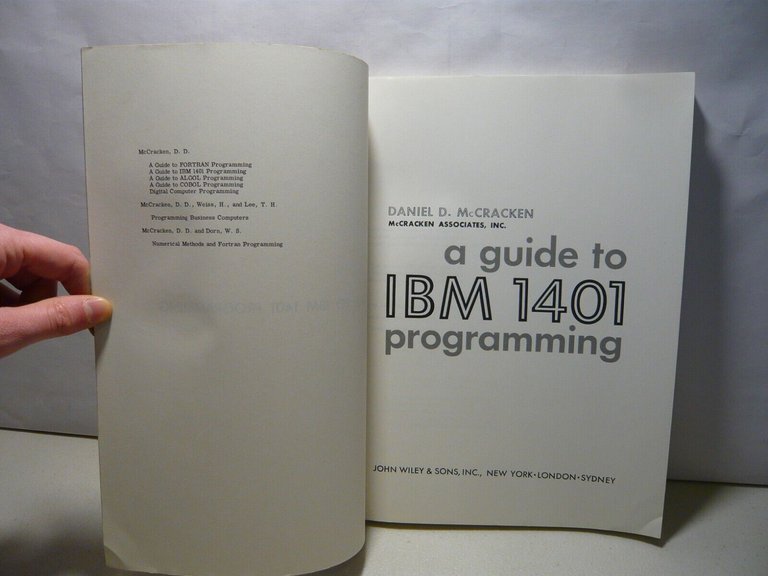 McCracken, D. D.
A Guide to FORTRAN Programming
A Guide to IBM 1401 Programming
A Guide to ALGOL Programming
A Guide to COBOL Programming
Digital Computer Programming
McCracken, D. D., Weiss, H., and Lee, T. H.
Programming Business Computers
McCracken, D. D. and Dorn, W. S.
Numerical Methods and Fortran Programming
DANIEL D. McCRACKEN
McCRACKEN ASSOCIATES, INC.
a guide to
IBM 1401
programming
JOHN WILEY & SONS, INC., NEW YORK · LONDON · SYDNEY